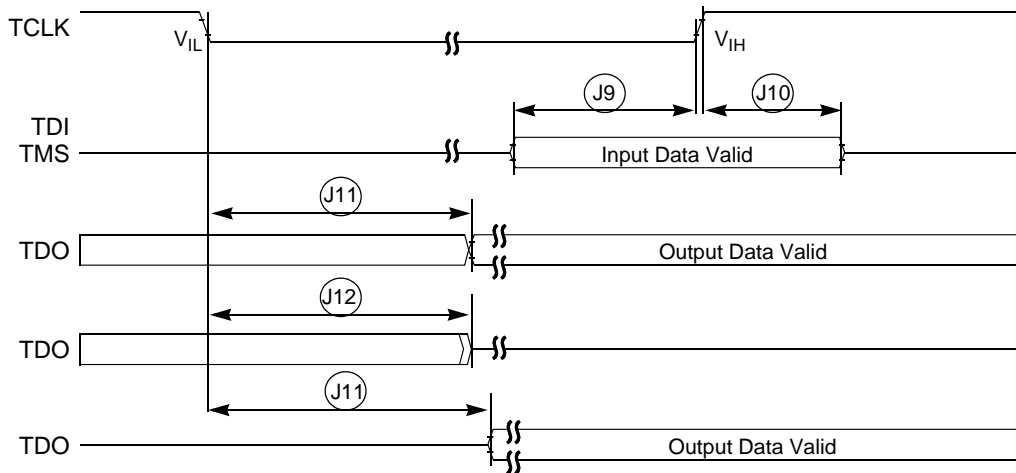 TCLK
V_IL
V_IH
J9
J10
TDI
TMS
Input Data Valid
J11
TDO
Output Data Valid
J12
TDO
J11
TDO
Output Data Valid